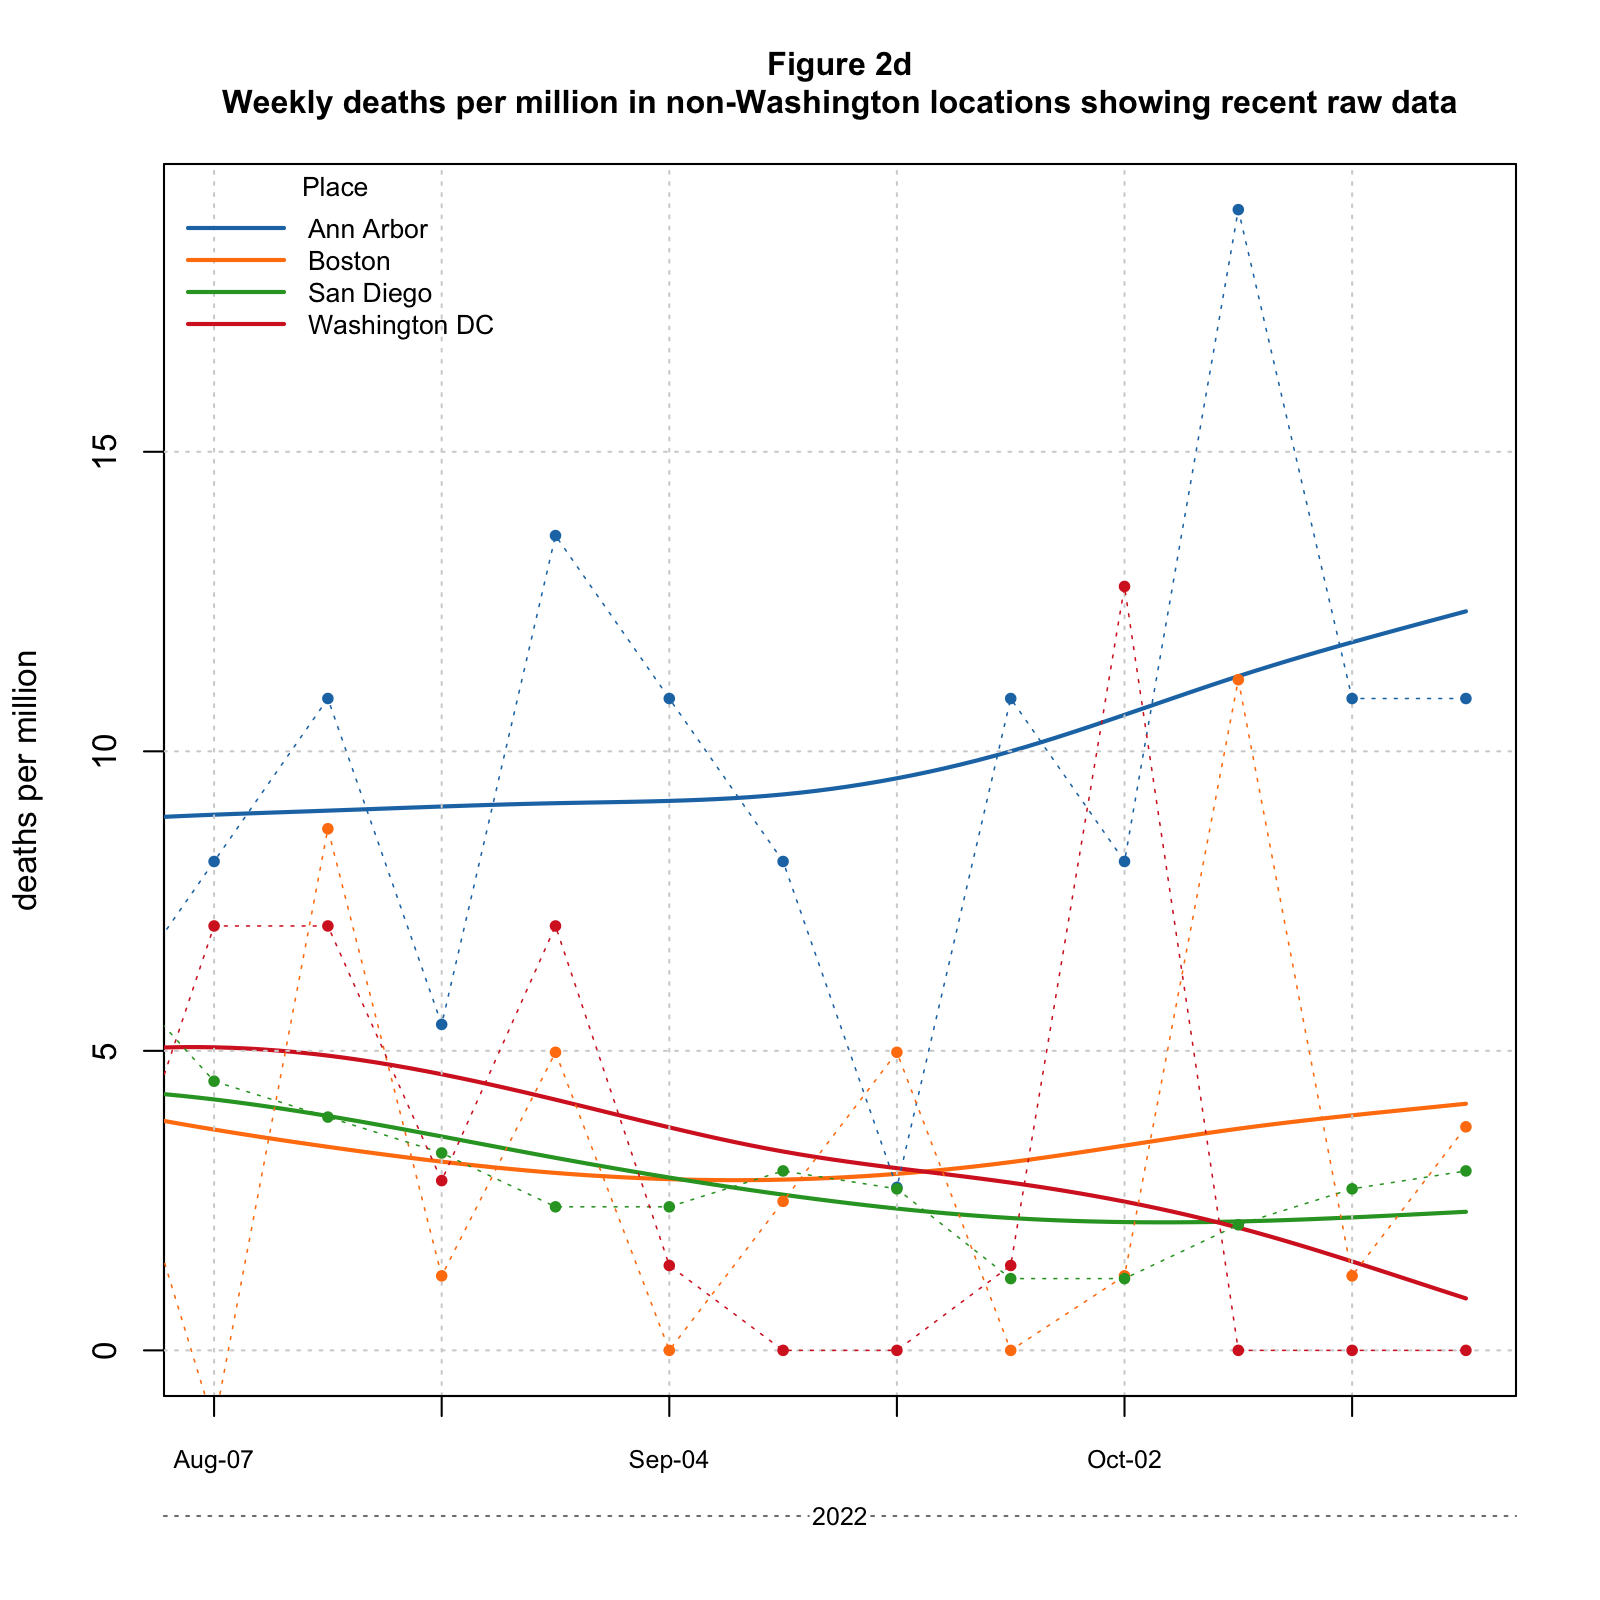 Figure 2d
Weekly deaths per million in non-Washington locations showing recent raw data
Place
Ann Arbor
Boston
San Diego
Washington DC
deaths per million
15
10
5
0
Aug-07
Sep-04
Oct-02
2022